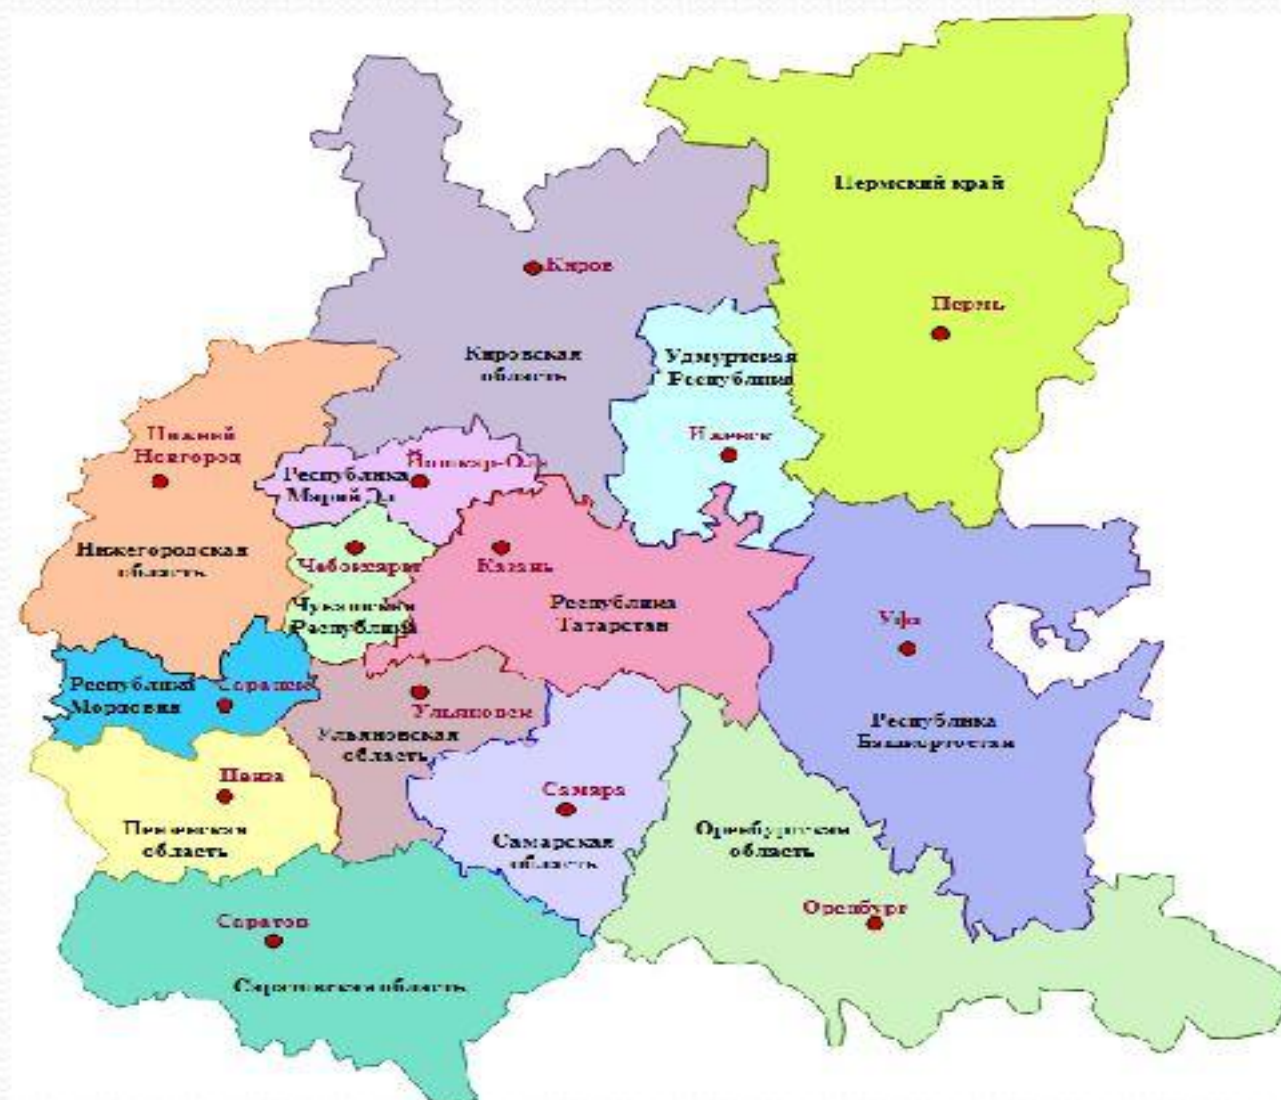 Пермский край
Киров
Пермь
Кировская
область
Удмуртская
Республика
Нижний
Новгород
Ижевск
Йошкар-Ола
Республика
Марий Эл
Нижегородская
область
Чебоксары
Казань
Чувашская
Республика
Республика
Татарстан
Уфа
Республика
Мордовия
Саранск
Ульяновск
Ульяновская
область
Республика
Башкортостан
Пенза
Самара
Пензенская
область
Самарская
область
Оренбургская
область
Оренбург
Саратов
Саратовская область